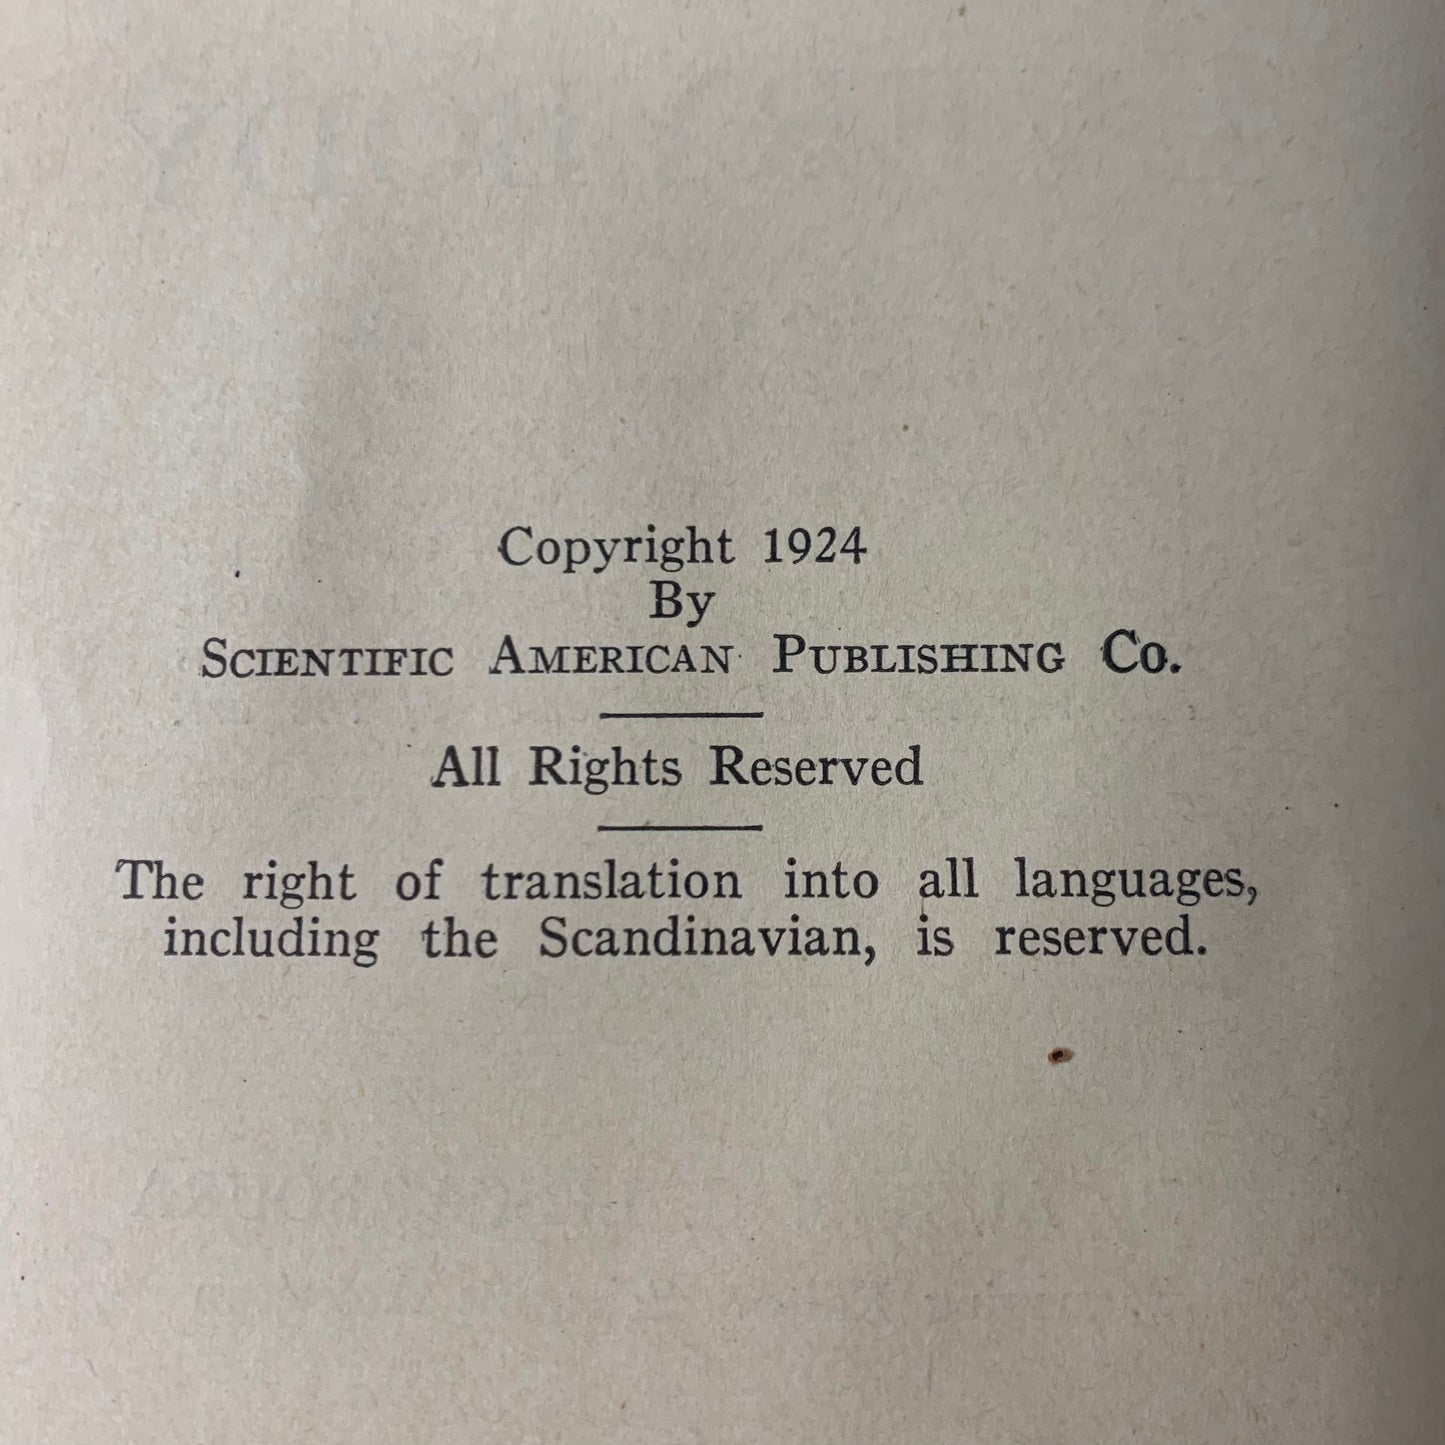 Copyright 1924
By
SCIENTIFIC AMERICAN PUBLISHING CO.
All Rights Reserved
The right of translation into all languages,
including the Scandinavian, is reserved.